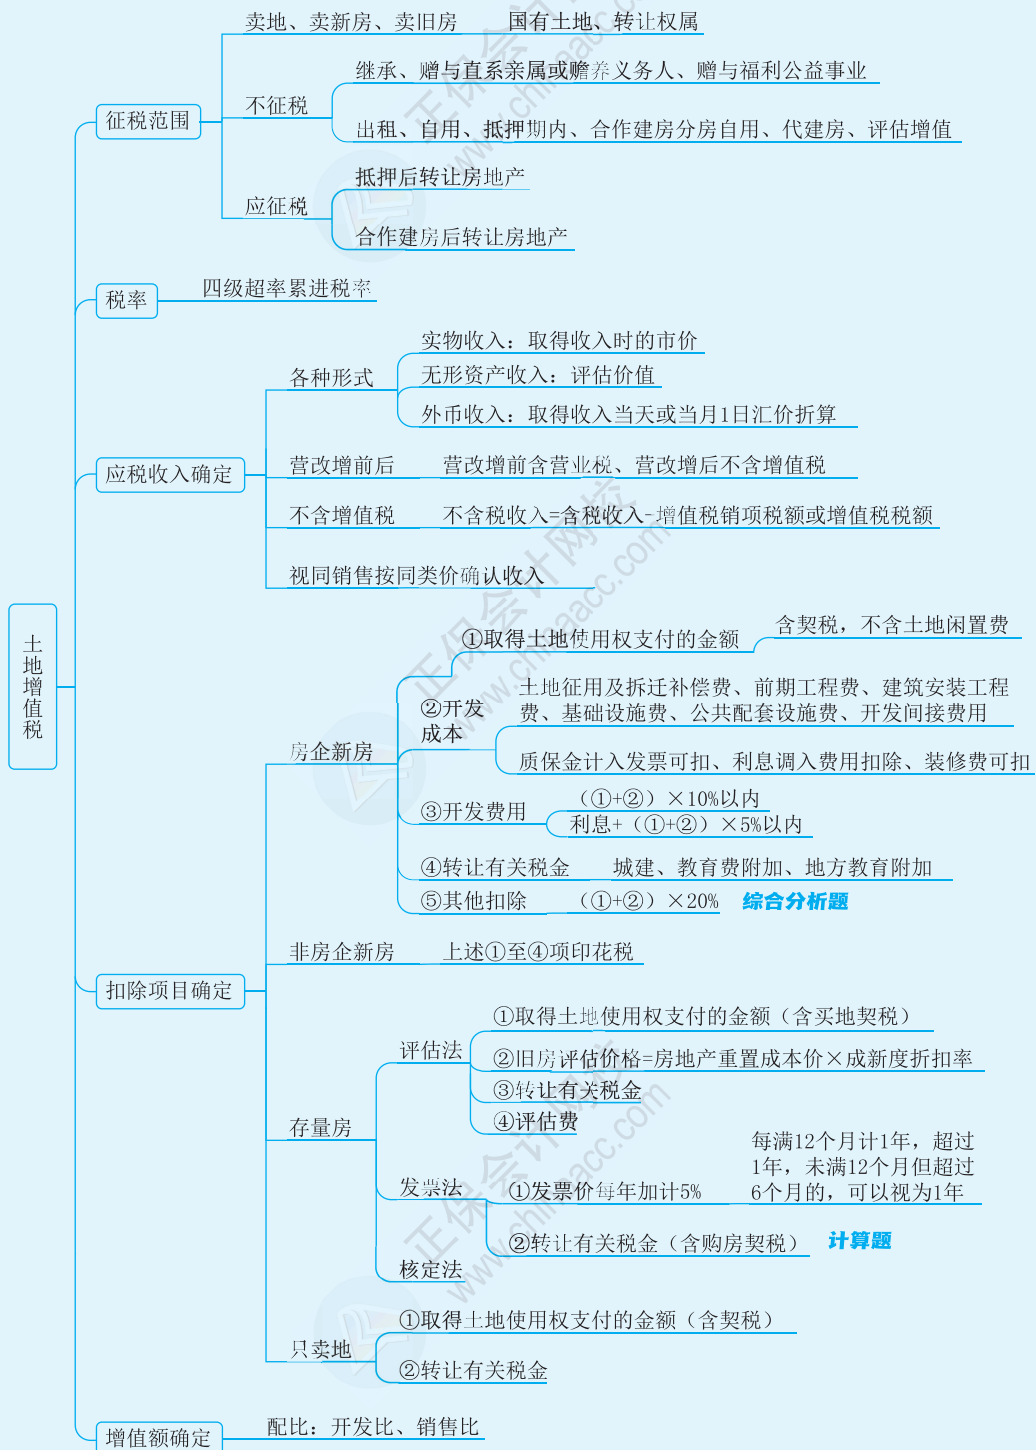 土地增值税
征税范围
卖地、卖新房、卖旧房
国有土地、转让权属
不征税
继承、赠与直系亲属或赡养义务人、赠与福利公益事业
出租、自用、抵押期内、合作建房分房自用、代建房、评估增值
应征税
抵押后转让房地产
合作建房后转让房地产
税率
四级超率累进税率
应税收入确定
各种形式
实物收入：取得收入时的市价
无形资产收入：评估价值
外币收入：取得收入当天或当月1日汇价折算
营改增前后
营改增前含营业税、营改增后不含增值税
不含增值税
不含税收入=含税收入-增值税销项税额或增值税税额
视同销售按同类价确认收入
扣除项目确定
房企新房
①取得土地使用权支付的金额
含契税，不含土地闲置费
②开发
成本
土地征用及拆迁补偿费、前期工程费、建筑安装工程
费、基础设施费、公共配套设施费、开发间接费用
质保金计入发票可扣、利息调入费用扣除、装修费可扣
③开发费用
（①+②）×10%以内
利息+（①+②）×5%以内
④转让有关税金
城建、教育费附加、地方教育附加
⑤其他扣除
（①+②）×20%
综合分析题
非房企新房
上述①至④项印花税
存量房
评估法
①取得土地使用权支付的金额（含买地契税）
②旧房评估价格=房地产重置成本价×成新度折扣率
③转让有关税金
④评估费
发票法
①发票价每年加计5%
每满12个月计1年，超过
1年，未满12个月但超过
6个月的，可以视为1年
②转让有关税金（含购房契税）
计算题
核定法
只卖地
①取得土地使用权支付的金额（含契税）
②转让有关税金
增值额确定
配比：开发比、销售比
正保会计网校
www.chinaacc.com
正保会计网校
www.chinaacc.com
正保会计网校
www.chinaacc.com